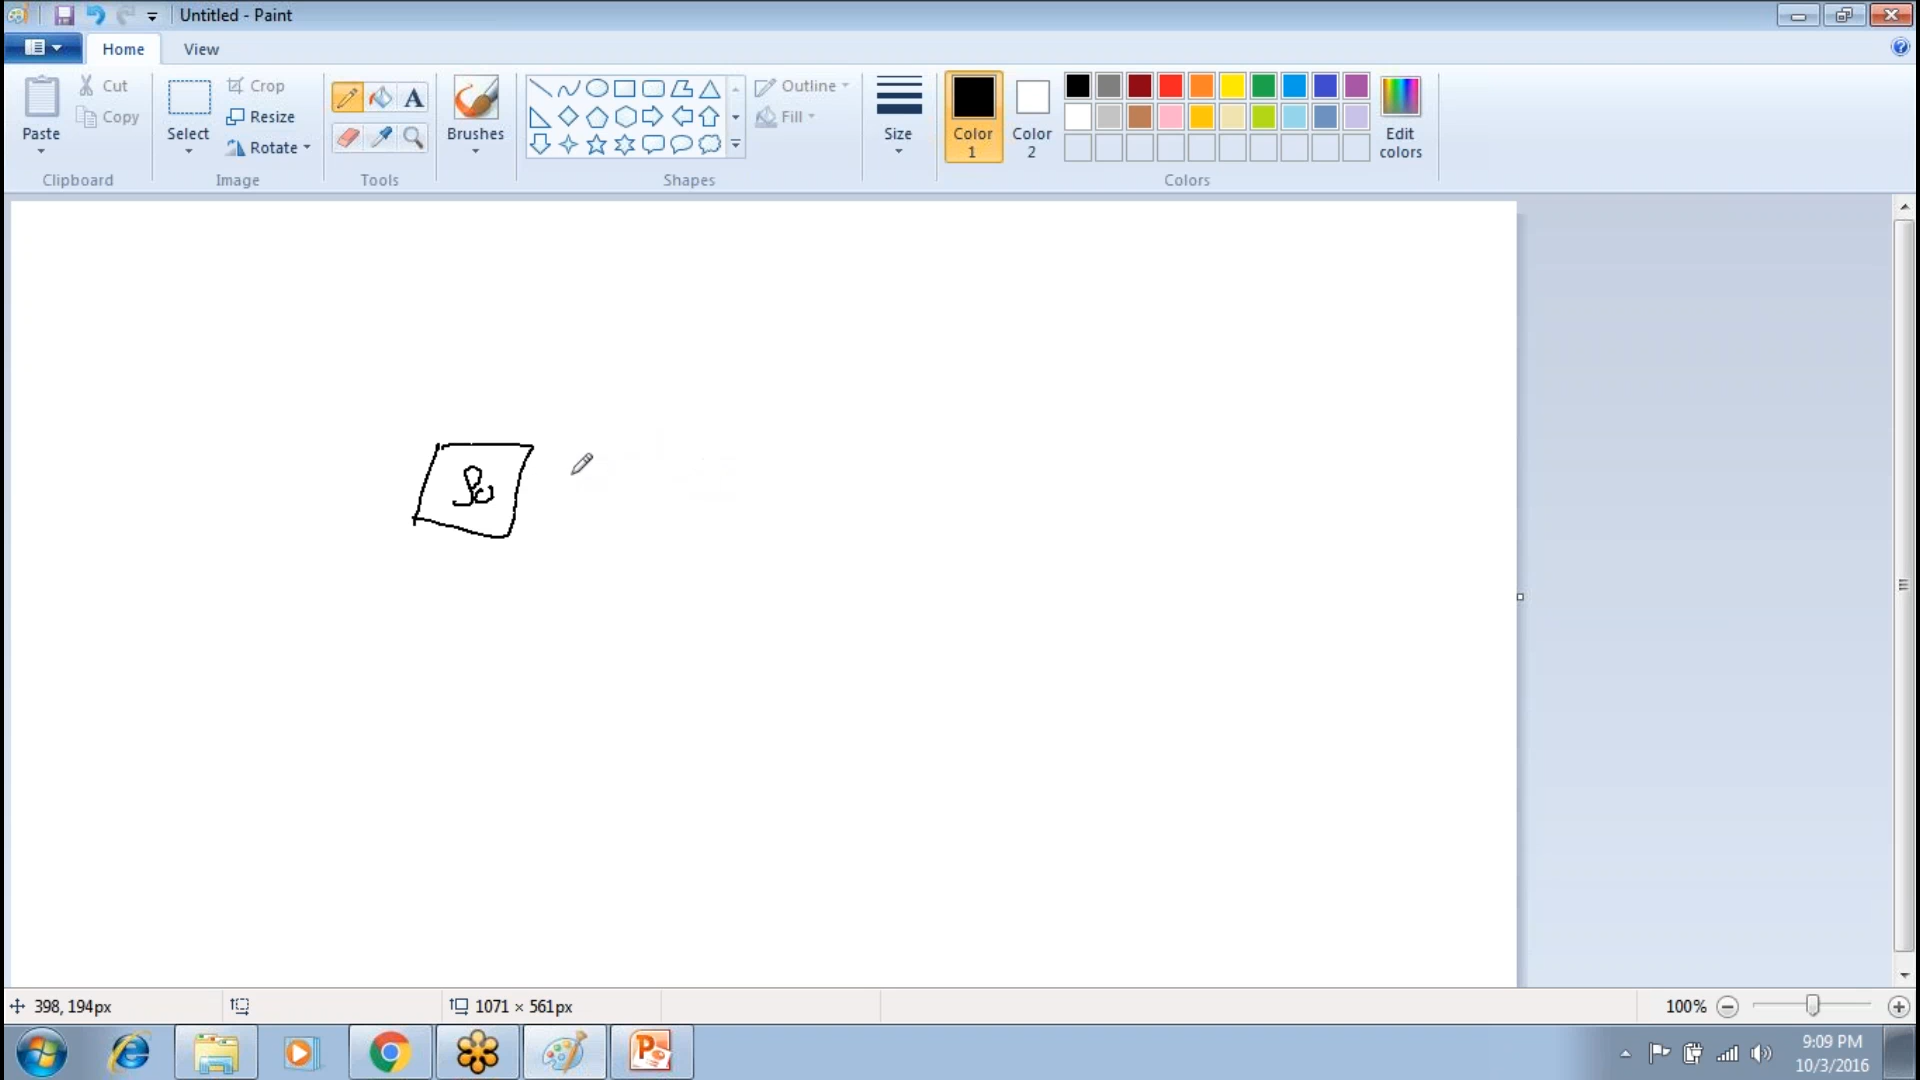 Untitled - Paint
Home
View
Paste
Cut
Copy
Clipboard
Select
Crop
Resize
Rotate
Image
A
Tools
Brushes
Shapes
Outline
Fill
Size
Color 1
Color 2
Edit colors
Colors
398, 194px
1071 × 561px
100%
9:09 PM
10/3/2016